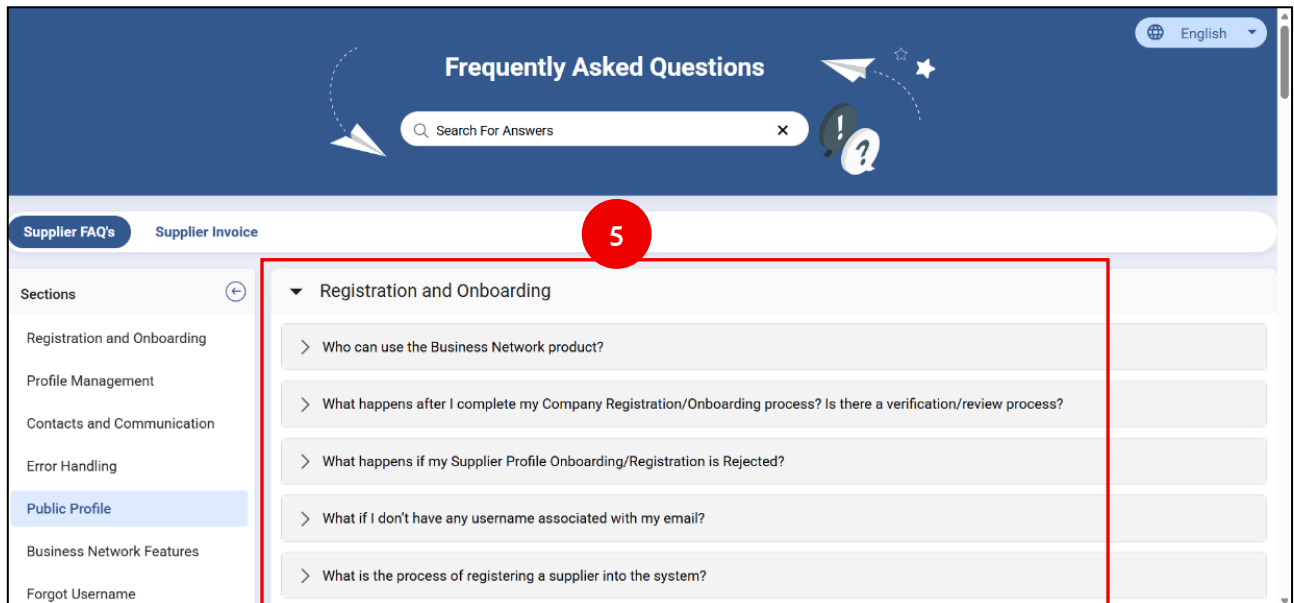 English
Frequently Asked Questions
Search For Answers
!
?
Supplier FAQ's
Supplier Invoice
5
Sections
Registration and Onboarding
Profile Management
Contacts and Communication
Error Handling
Public Profile
Business Network Features
Forgot Username
Registration and Onboarding
Who can use the Business Network product?
What happens after I complete my Company Registration/Onboarding process? Is there a verification/review process?
What happens if my Supplier Profile Onboarding/Registration is Rejected?
What if I don’t have any username associated with my email?
What is the process of registering a supplier into the system?